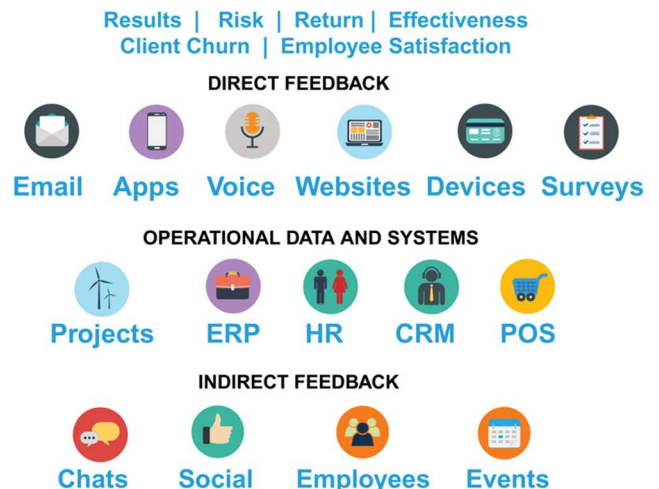 Results | Risk | Return | Effectiveness
Client Churn | Employee Satisfaction
DIRECT FEEDBACK
Email Apps Voice Websites Devices Surveys
OPERATIONAL DATA AND SYSTEMS
Projects ERP HR CRM POS
INDIRECT FEEDBACK
Chats Social Employees Events